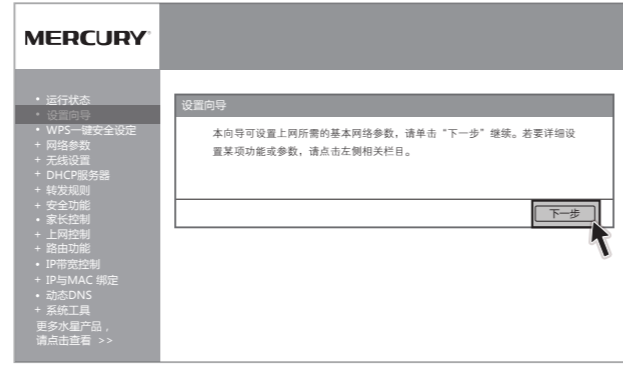 MERCURY
• 运行状态
• 设置向导
• WPS一键安全设定
+ 网络参数
+ 无线设置
+ DHCP服务器
+ 转发规则
+ 安全功能
• 家长控制
+ 上网控制
+ 路由功能
• IP带宽控制
+ IP与MAC 绑定
• 动态DNS
+ 系统工具
更多水星产品，
请点击查看 >>
设置向导
本向导可设置上网所需的基本网络参数，请单击“下一步”继续。若要详细设
置某项功能或参数，请点击左侧相关栏目。
下一步